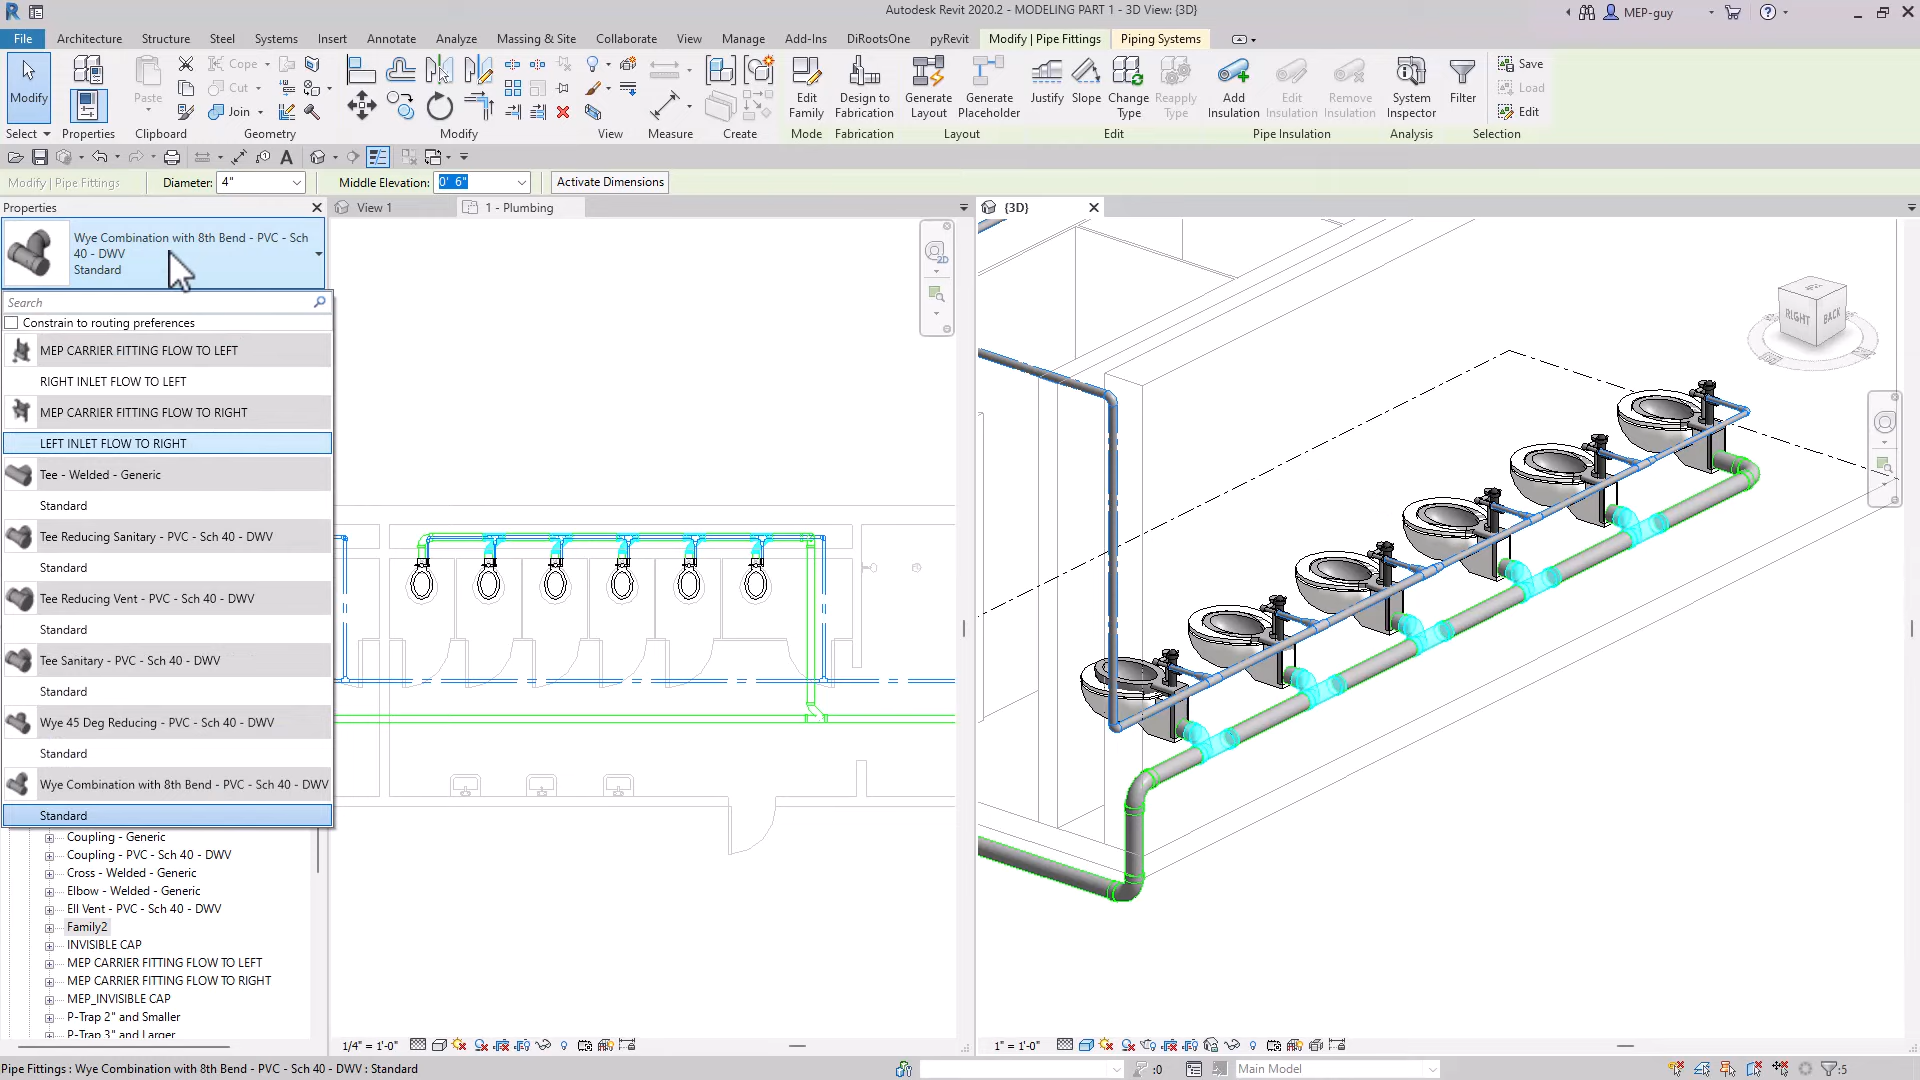 Autodesk Revit 2020.2 - MODELING PART 1 - 3D View: {3D}
MEP-guy
File Architecture Structure Steel Systems Insert Annotate Analyze Massing & Site Collaborate View Manage Add-Ins DiRootsOne pyRevit Modify | Pipe Fittings Piping Systems
Modify
Paste
Cope
Cut
Join
Edit Family
Design to Fabrication
Generate Layout
Generate Placeholder
Justify
Slope
Change Type
Reapply Type
Add Insulation
Edit Insulation
Remove Insulation
System Inspector
Filter
Save
Load
Edit
Select Properties Clipboard Geometry Modify View Measure Create Mode Fabrication Layout Edit Pipe Insulation Analysis Selection
Modify | Pipe Fittings Diameter: 4" Middle Elevation: 0' 6" Activate Dimensions
Properties
View 1
1 - Plumbing
{3D}
Wye Combination with 8th Bend - PVC - Sch
40 - DWV
Standard
Search
Constrain to routing preferences
MEP CARRIER FITTING FLOW TO LEFT
RIGHT INLET FLOW TO LEFT
MEP CARRIER FITTING FLOW TO RIGHT
LEFT INLET FLOW TO RIGHT
Tee - Welded - Generic
Standard
Tee Reducing Sanitary - PVC - Sch 40 - DWV
Standard
Tee Reducing Vent - PVC - Sch 40 - DWV
Standard
Tee Sanitary - PVC - Sch 40 - DWV
Standard
Wye 45 Deg Reducing - PVC - Sch 40 - DWV
Standard
Wye Combination with 8th Bend - PVC - Sch 40 - DWV
Standard
Coupling - Generic
Coupling - PVC - Sch 40 - DWV
Cross - Welded - Generic
Elbow - Welded - Generic
Ell Vent - PVC - Sch 40 - DWV
Family2
INVISIBLE CAP
MEP CARRIER FITTING FLOW TO LEFT
MEP CARRIER FITTING FLOW TO RIGHT
MEP_INVISIBLE CAP
P-Trap 2" and Smaller
P-Trap 3" and Larger
2D
RIGHT
BACK
1/4" = 1'-0"
1" = 1'-0"
Pipe Fittings : Wye Combination with 8th Bend - PVC - Sch 40 - DWV : Standard
:0
Main Model
:5